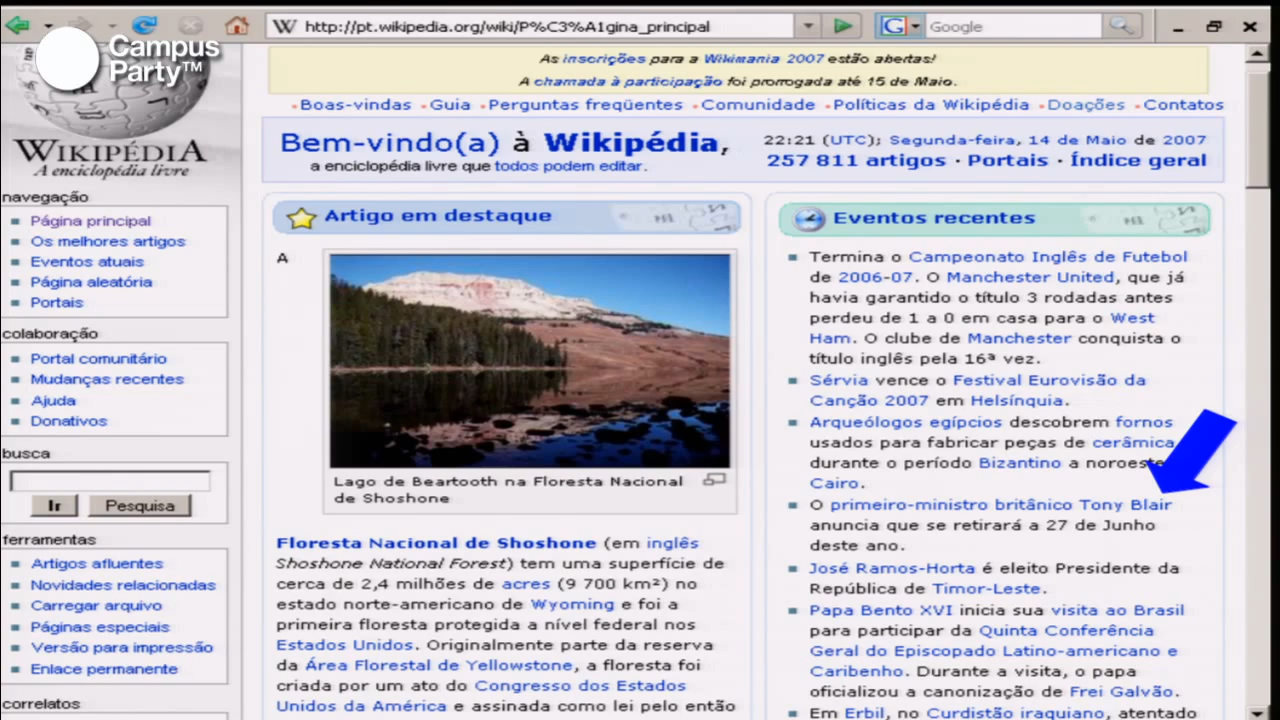 http://pt.wikipedia.org/wiki/P%C3%A1gina_principal
Google
Campus
Party™
WIKIPÉDIA
A enciclopédia livre
navegação
Página principal
Os melhores artigos
Eventos atuais
Página aleatória
Portais
colaboração
Portal comunitário
Mudanças recentes
Ajuda
Donativos
busca
Ir
Pesquisa
ferramentas
Artigos afluentes
Novidades relacionadas
Carregar arquivo
Páginas especiais
Versão para impressão
Enlace permanente
correlatos
As inscrições para a Wikimania 2007 estão abertas!
A chamada à participação foi prorrogada até 15 de Maio.
Boas-vindas Guia Perguntas freqüentes Comunidade Políticas da Wikipédia Doações Contatos
Bem-vindo(a) à Wikipédia,
a enciclopédia livre que todos podem editar.
22:21 (UTC); Segunda-feira, 14 de Maio de 2007
257 811 artigos · Portais · Índice geral
Artigo em destaque
A
Lago de Beartooth na Floresta Nacional
de Shoshone
Floresta Nacional de Shoshone (em inglês
Shoshone National Forest) tem uma superfície de
cerca de 2,4 milhões de acres (9 700 km²) no
estado norte-americano de Wyoming e foi a
primeira floresta protegida a nível federal nos
Estados Unidos. Originalmente parte da reserva
da Área Florestal de Yellowstone, a floresta foi
criada por um ato do Congresso dos Estados
Unidos da América e assinada como lei pelo então
Eventos recentes
Termina o Campeonato Inglês de Futebol
de 2006-07. O Manchester United, que já
havia garantido o título 3 rodadas antes
perdeu de 1 a 0 em casa para o West
Ham. O clube de Manchester conquista o
título inglês pela 16ª vez.
Sérvia vence o Festival Eurovisão da
Canção 2007 em Helsínquia.
Arqueólogos egípcios descobrem fornos
usados para fabricar peças de cerâmica
durante o período Bizantino a noroeste
Cairo.
O primeiro-ministro britânico Tony Blair
anuncia que se retirará a 27 de Junho
deste ano.
José Ramos-Horta é eleito Presidente da
República de Timor-Leste.
Papa Bento XVI inicia sua visita ao Brasil
para participar da Quinta Conferência
Geral do Episcopado Latino-americano e
Caribenho. Durante a visita, o papa
oficializou a canonização de Frei Galvão.
Em Erbil, no Curdistão iraquiano, atentado